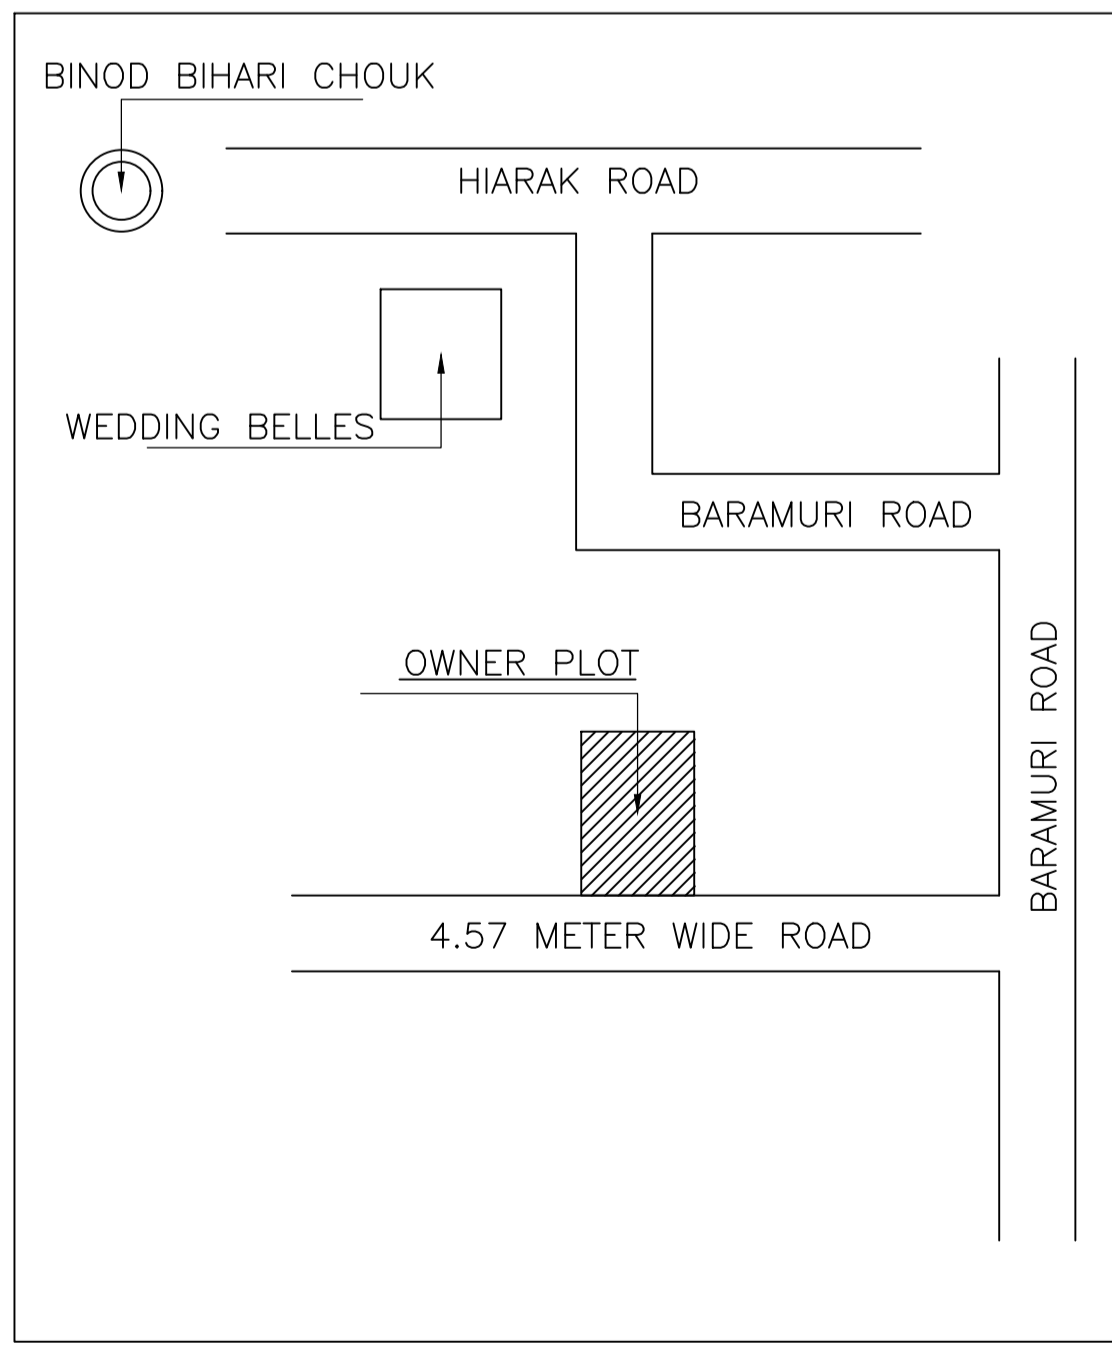 BINOD BIHARI CHOUK
HIARAK ROAD
WEDDING BELLES
BARAMURI ROAD
OWNER PLOT
BARAMURI ROAD
4.57 METER WIDE ROAD